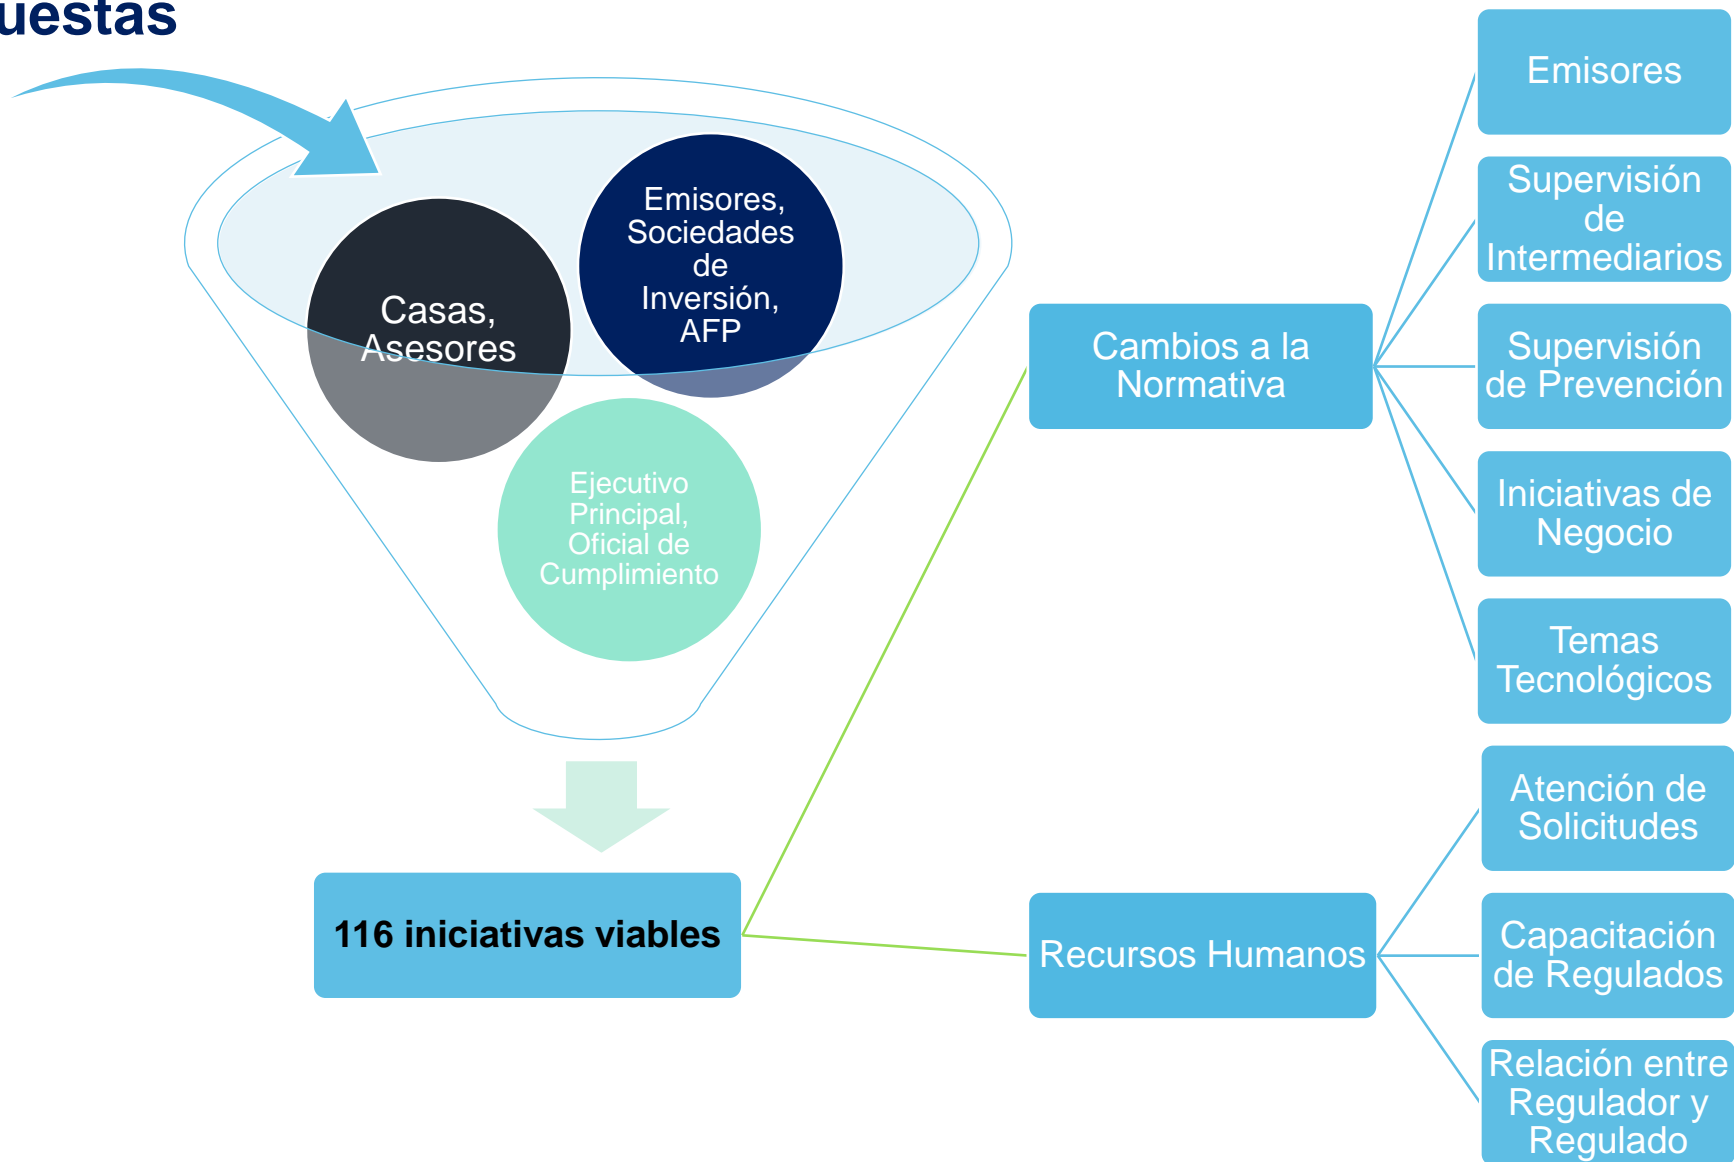 uestas
Casas,
Asesores
Emisores,
Sociedades
de
Inversión,
AFP
Ejecutivo
Principal,
Oficial de
Cumplimiento
116 iniciativas viables
Cambios a la
Normativa
Emisores
Supervisión
de
Intermediarios
Supervisión
de Prevención
Iniciativas de
Negocio
Temas
Tecnológicos
Recursos Humanos
Atención de
Solicitudes
Capacitación
de Regulados
Relación entre
Regulador y
Regulado